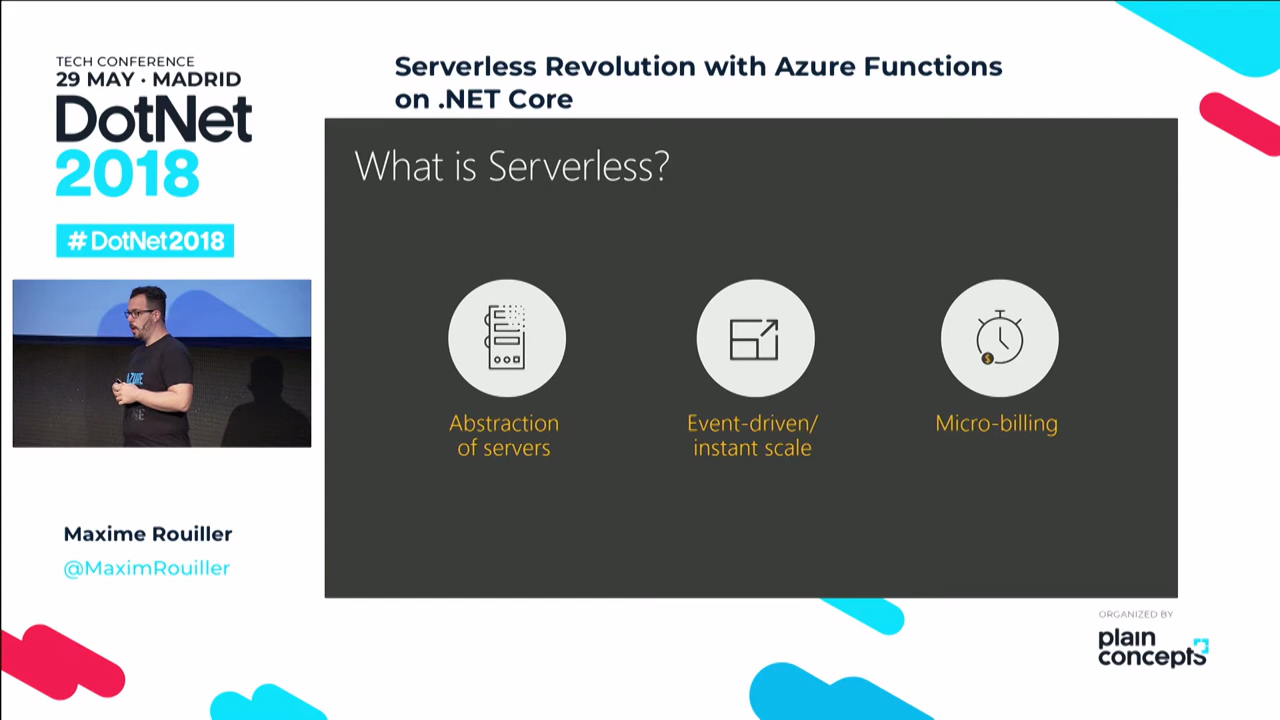 TECH CONFERENCE
29 MAY · MADRID
DotNet
2018
#DotNet2018
Serverless Revolution with Azure Functions
on .NET Core
What is Serverless?
Abstraction
of servers
Event-driven/
instant scale
Micro-billing
$
AZURE
Maxime Rouiller
@MaximRouiller
ORGANIZED BY
plain
concepts